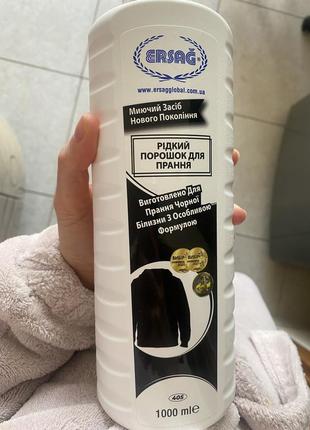 ERSAĞ
www.ersagglobal.com.ua
Миючий Засіб
Нового Покоління
РІДКИЙ
ПОРОШОК ДЛЯ
ПРАННЯ
Виготовлено Для
Прання Чорної
Білизни З Особливою
Формулою
405
1000 ml e